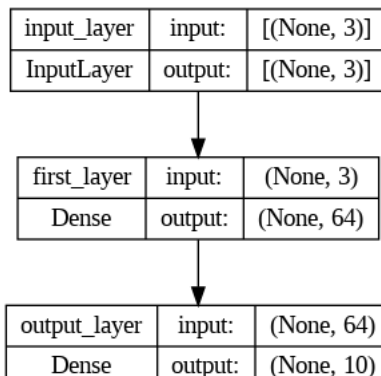 input_layer input: [(None, 3)]
InputLayer output: [(None, 3)]
first_layer input: (None, 3)
Dense output: (None, 64)
output_layer input: (None, 64)
Dense output: (None, 10)